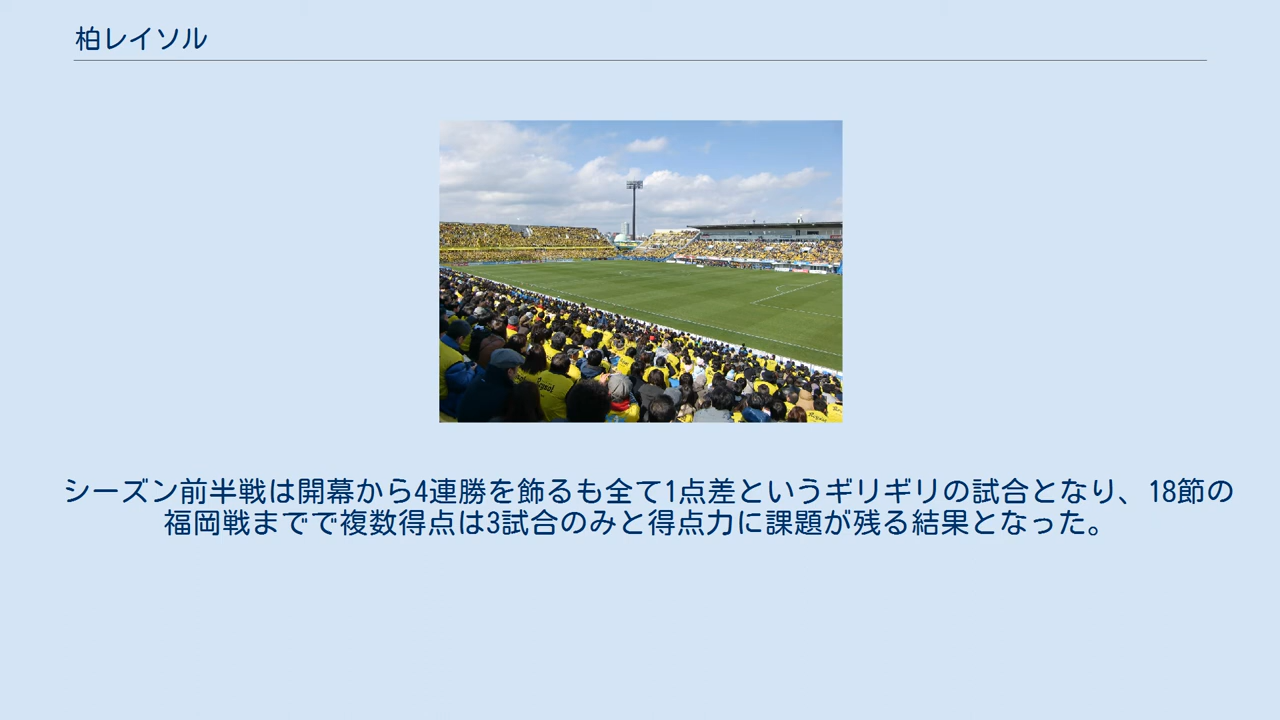 柏レイソル
Reysol
シーズン前半戦は開幕から4連勝を飾るも全て1点差というギリギリの試合となり、18節の
福岡戦までで複数得点は3試合のみと得点力に課題が残る結果となった。